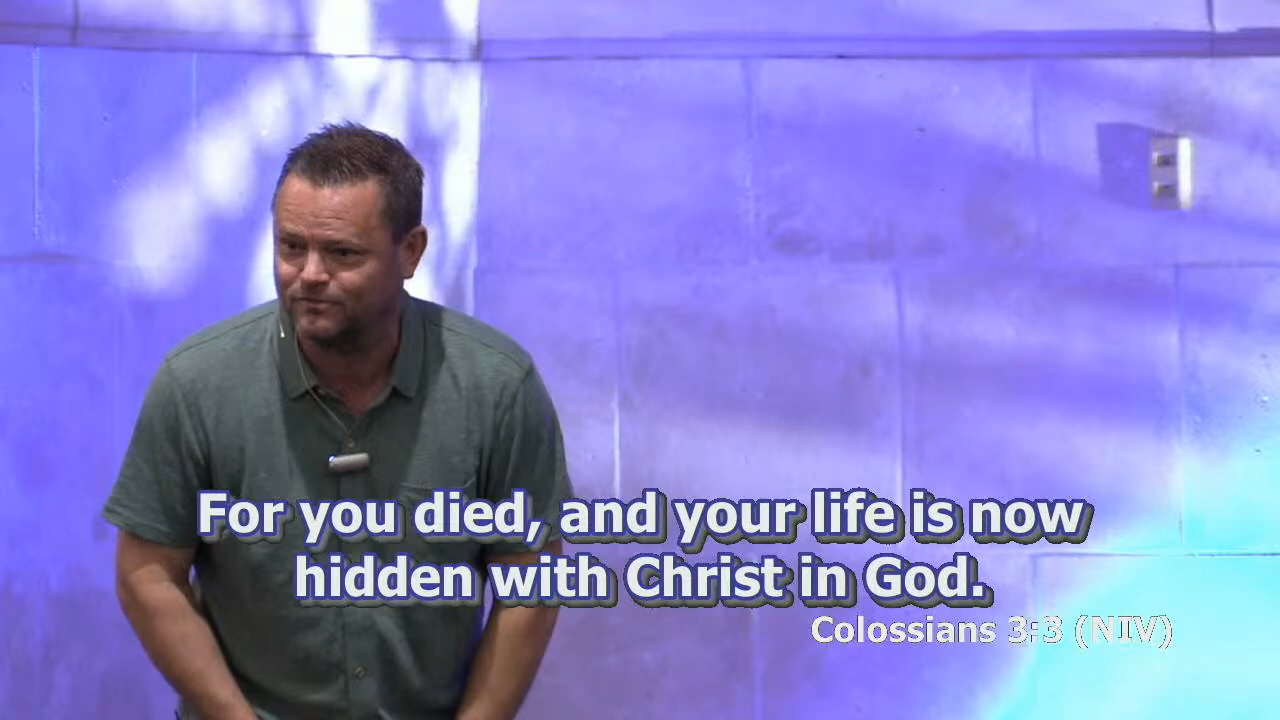 For you died, and your life is now
hidden with Christ in God.
Colossians 3:3 (NIV)